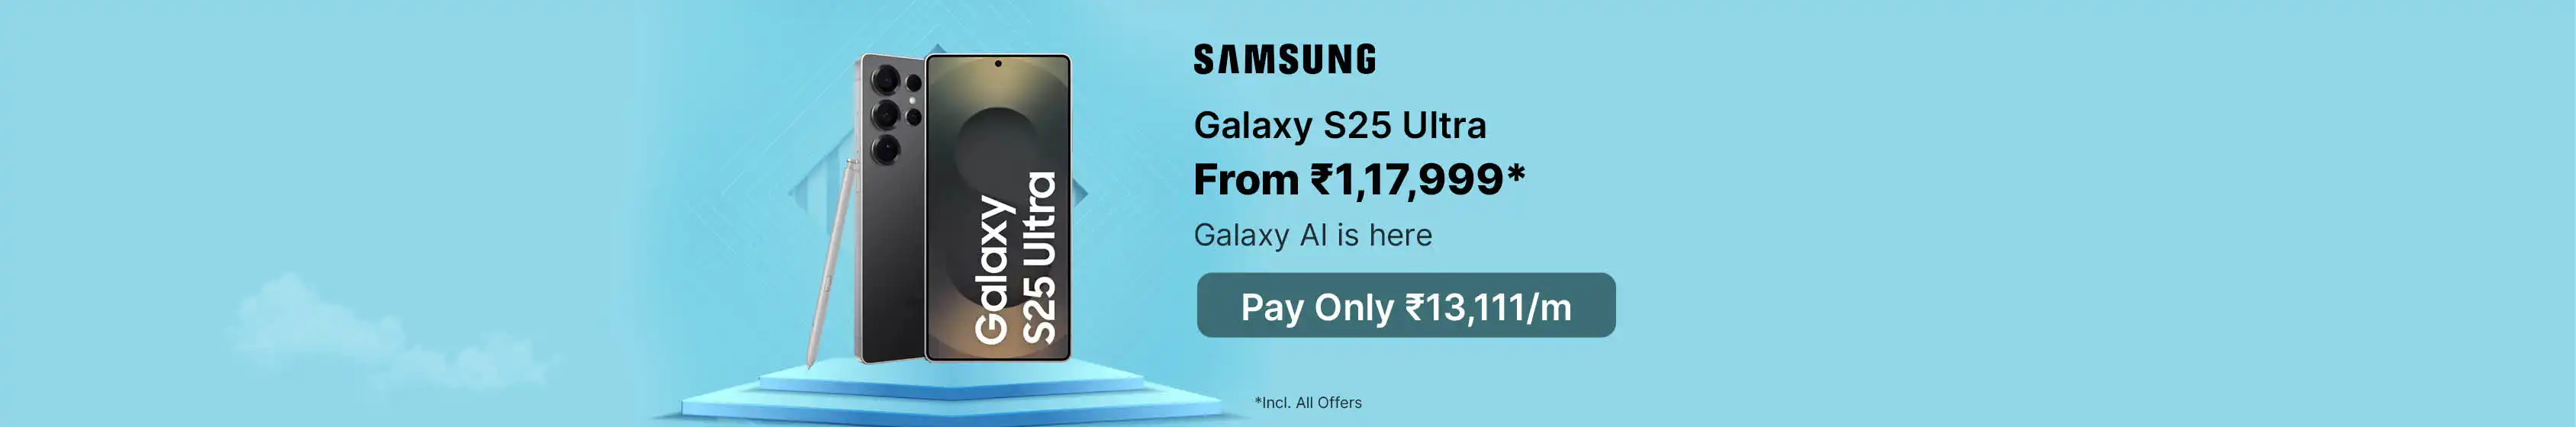 SAMSUNG
Galaxy S25 Ultra
From ₹1,17,999*
Galaxy AI is here
Pay Only ₹13,111/m
*Incl. All Offers
Galaxy
S25 Ultra